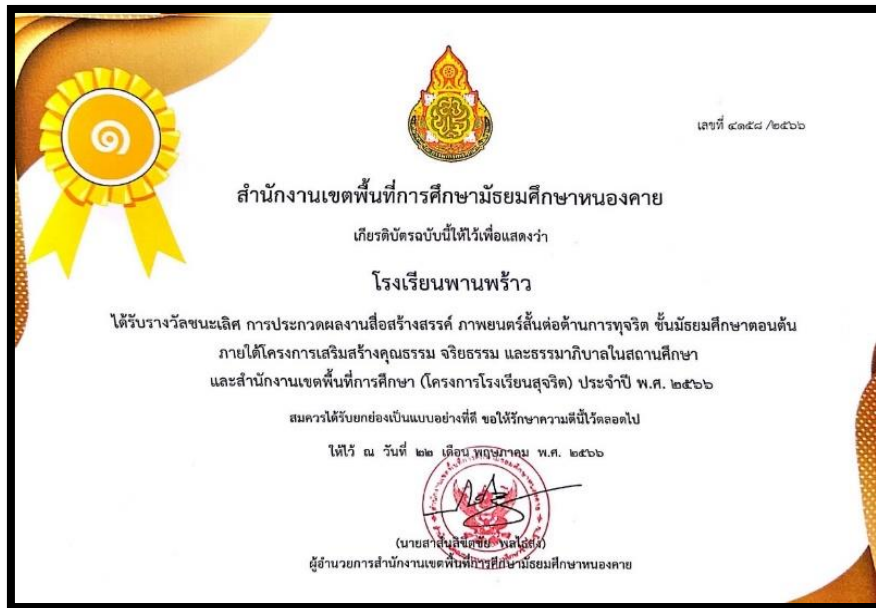 ๑
เลขที่ ๔๑๕๘ /๒๕๖๖
สำนักงานเขตพื้นที่การศึกษามัธยมศึกษาหนองคาย
เกียรติบัตรฉบับนี้ให้ไว้เพื่อแสดงว่า
โรงเรียนพานพร้าว
ได้รับรางวัลชนะเลิศ การประกวดผลงานสื่อสร้างสรรค์ ภาพยนตร์สั้นต่อต้านการทุจริต ชั้นมัธยมศึกษาตอนต้น
ภายใต้โครงการเสริมสร้างคุณธรรม จริยธรรม และธรรมาภิบาลในสถานศึกษา
และสำนักงานเขตพื้นที่การศึกษา (โครงการโรงเรียนสุจริต) ประจำปี พ.ศ. ๒๕๖๖
สมควรได้รับยกย่องเป็นแบบอย่างที่ดี ขอให้รักษาความดีนี้ไว้ตลอดไป
ให้ไว้ ณ วันที่ ๒๒ เดือน พฤษภาคม พ.ศ. ๒๕๖๖
ผู้อำนวยการสำนักงานเขตพื้นที่การศึกษามัธยมศึกษาหนองคาย